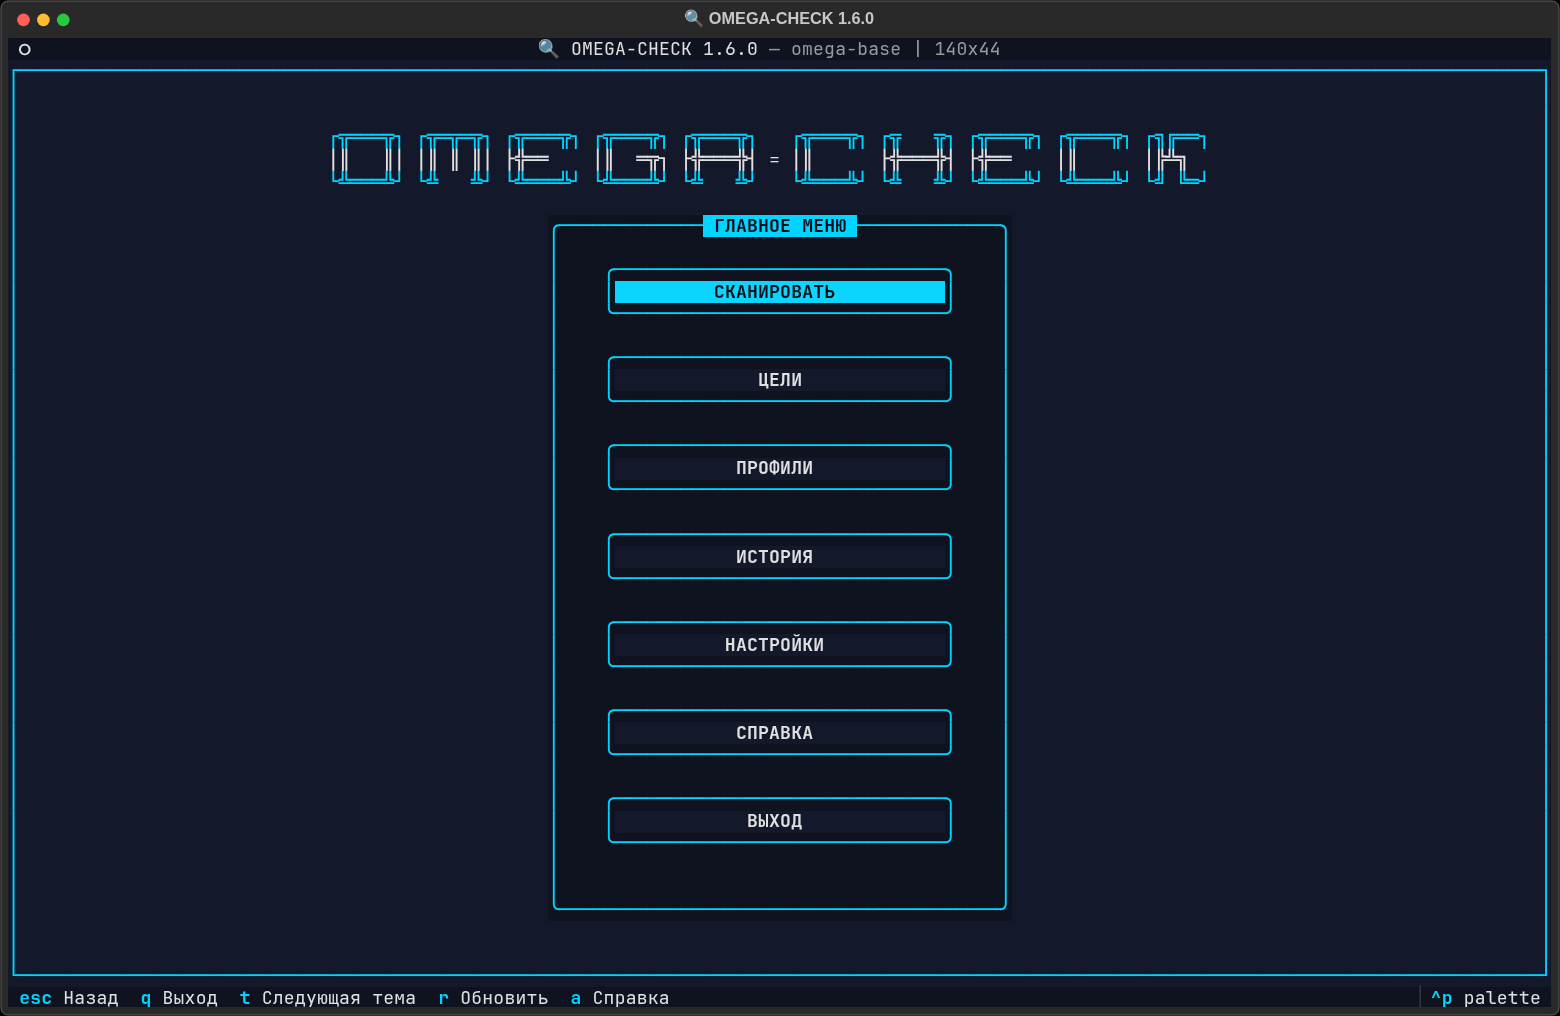 🔍 OMEGA-CHECK 1.6.0
🔍 OMEGA-CHECK 1.6.0 — omega-base | 140x44
OMEGA=CHECK
ГЛАВНОЕ МЕНЮ
СКАНИРОВАТЬ
ЦЕЛИ
ПРОФИЛИ
ИСТОРИЯ
НАСТРОЙКИ
СПРАВКА
ВЫХОД
esc Назад q Выход t Следующая тема r Обновить a Справка ^p palette